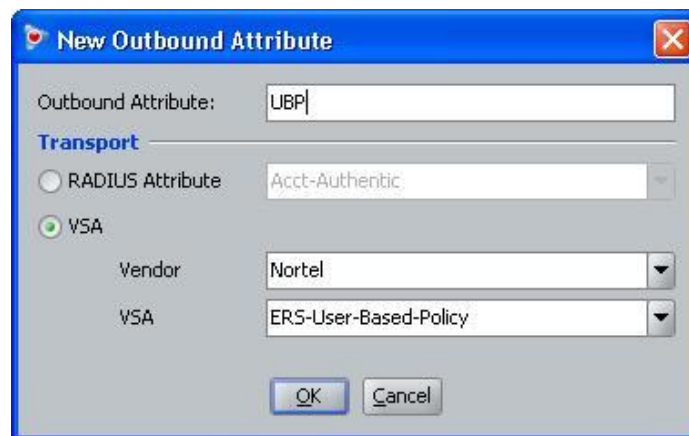 New Outbound Attribute
Outbound Attribute: UBP
Transport
RADIUS Attribute Acct-Authentic
VSA
Vendor Nortel
VSA ERS-User-Based-Policy
OK Cancel